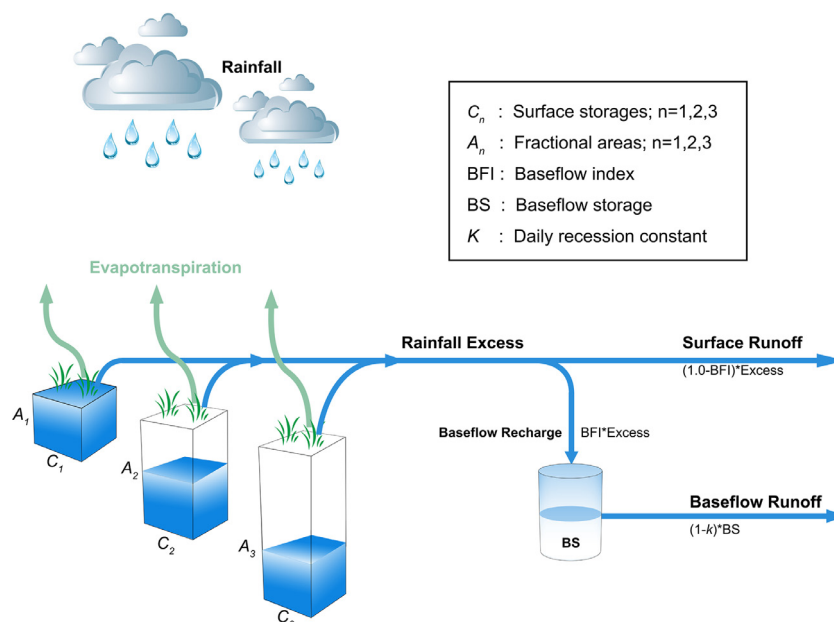 Rainfall
Cn : Surface storages; n=1,2,3
An : Fractional areas; n=1,2,3
BFI : Baseflow index
BS : Baseflow storage
K : Daily recession constant
Evapotranspiration
Rainfall Excess
Surface Runoff
(1.0-BFI)*Excess
A1
C1
A2
C2
A3
Baseflow Recharge
BFI*Excess
BS
Baseflow Runoff
(1-k)*BS